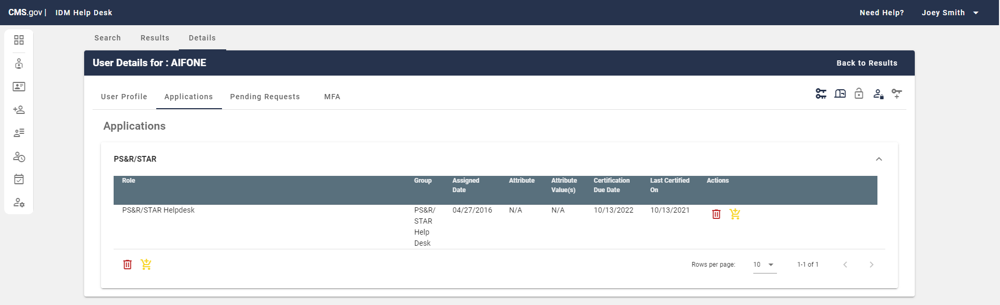 CMS.gov | IDM Help Desk Need Help? Joey Smith
Search Results Details
User Details for : AIFONE Back to Results
User Profile Applications Pending Requests MFA
Applications
PS&R/STAR
Role Group Assigned Date Attribute Attribute Value(s) Certification Due Date Last Certified On Actions
PS&R/STAR Helpdesk PS&R/ STAR Help Desk 04/27/2016 N/A N/A 10/13/2022 10/13/2021
Rows per page: 10 1-1 of 1